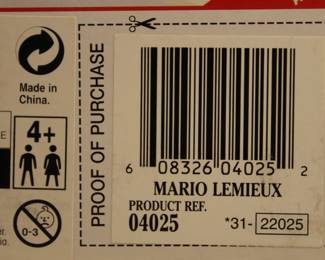 Made in
China.
4+
0-3
PROOF OF PURCHASE
6 08326 04025 2
MARIO LEMIEUX
PRODUCT REF.
04025
*31- 22025